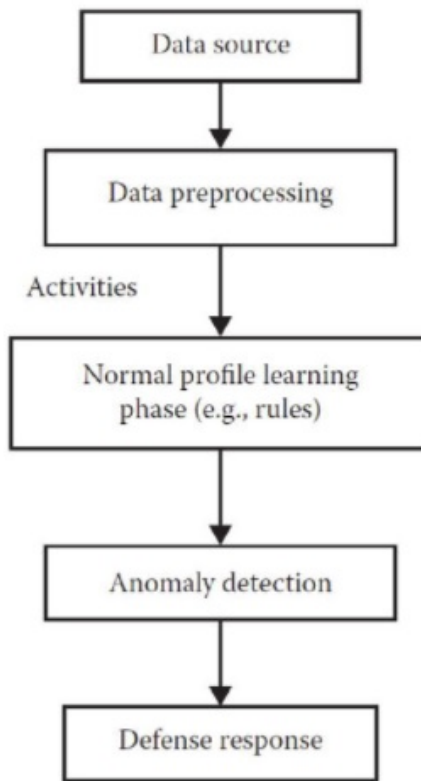 Data source
Data preprocessing
Activities
Normal profile learning
phase (e.g., rules)
Anomaly detection
Defense response